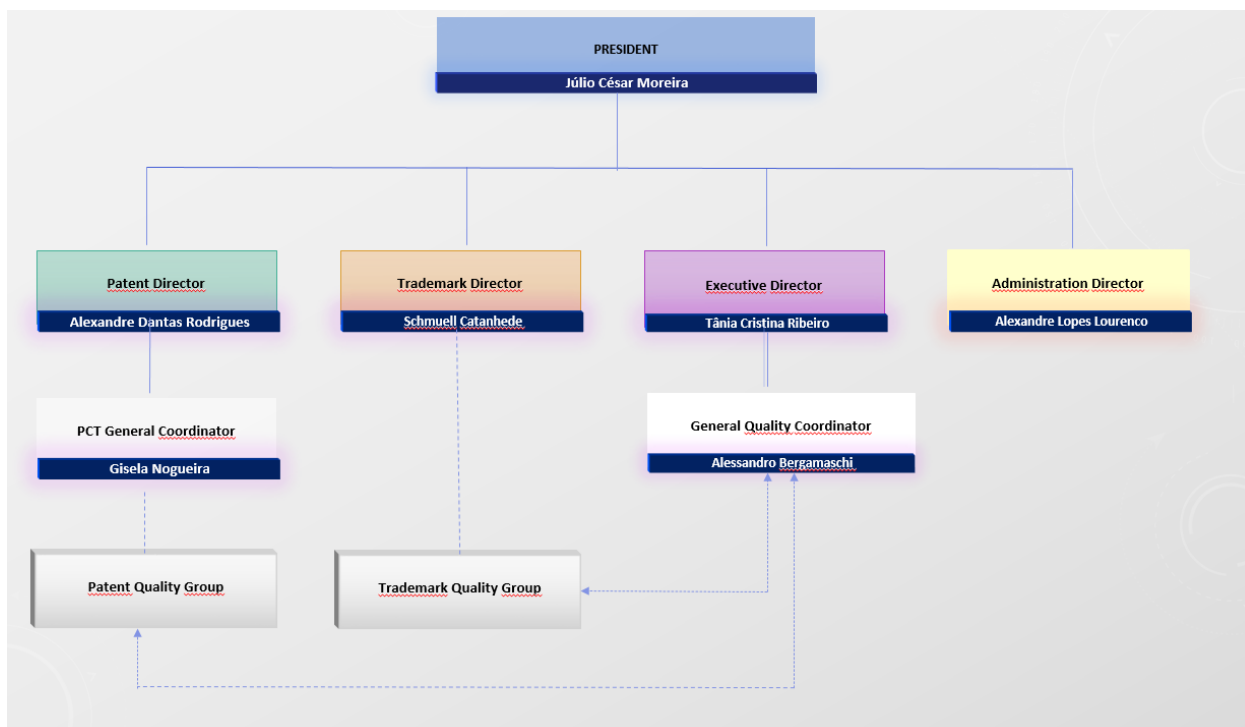 PRESIDENT
Júlio César Moreira
Patent Director
Alexandre Dantas Rodrigues
Trademark Director
Schmuell Catanhede
Executive Director
Tânia Cristina Ribeiro
Administration Director
Alexandre Lopes Lourenco
PCT General Coordinator
Gisela Nogueira
General Quality Coordinator
Alessandro Bergamaschi
Patent Quality Group
Trademark Quality Group